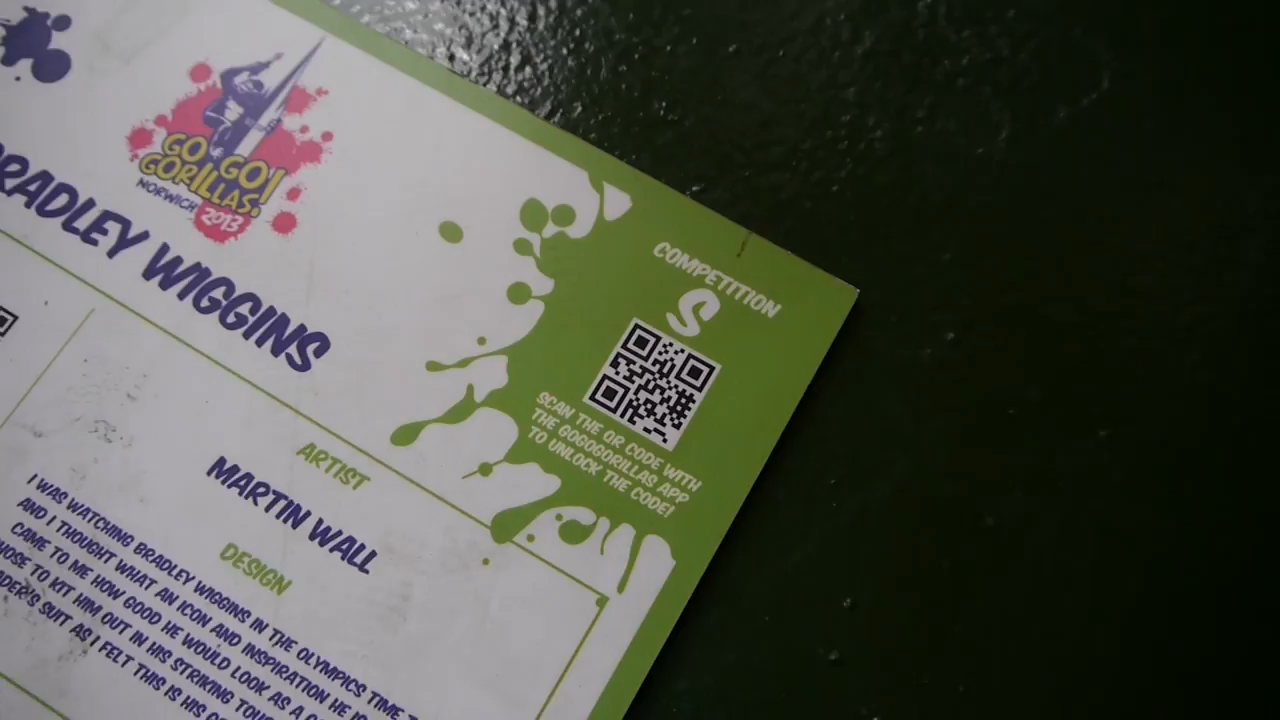 GO GO!
GORILLAS!
NORWICH
2013
BRADLEY WIGGINS
COMPETITION
S
SCAN THE QR CODE WITH
THE GOGOGORILLAS APP
TO UNLOCK THE CODE!
ARTIST
MARTIN WALL
DESIGN
I WAS WATCHING BRADLEY WIGGINS IN THE OLYMPICS TIME
AND I THOUGHT WHAT AN ICON AND INSPIRATION HE IS
CAME TO ME HOW GOOD HE WOULD LOOK AS A
TO KIT HIM OUT IN HIS STRIKING
SUIT AS I FELT THIS IS HIS